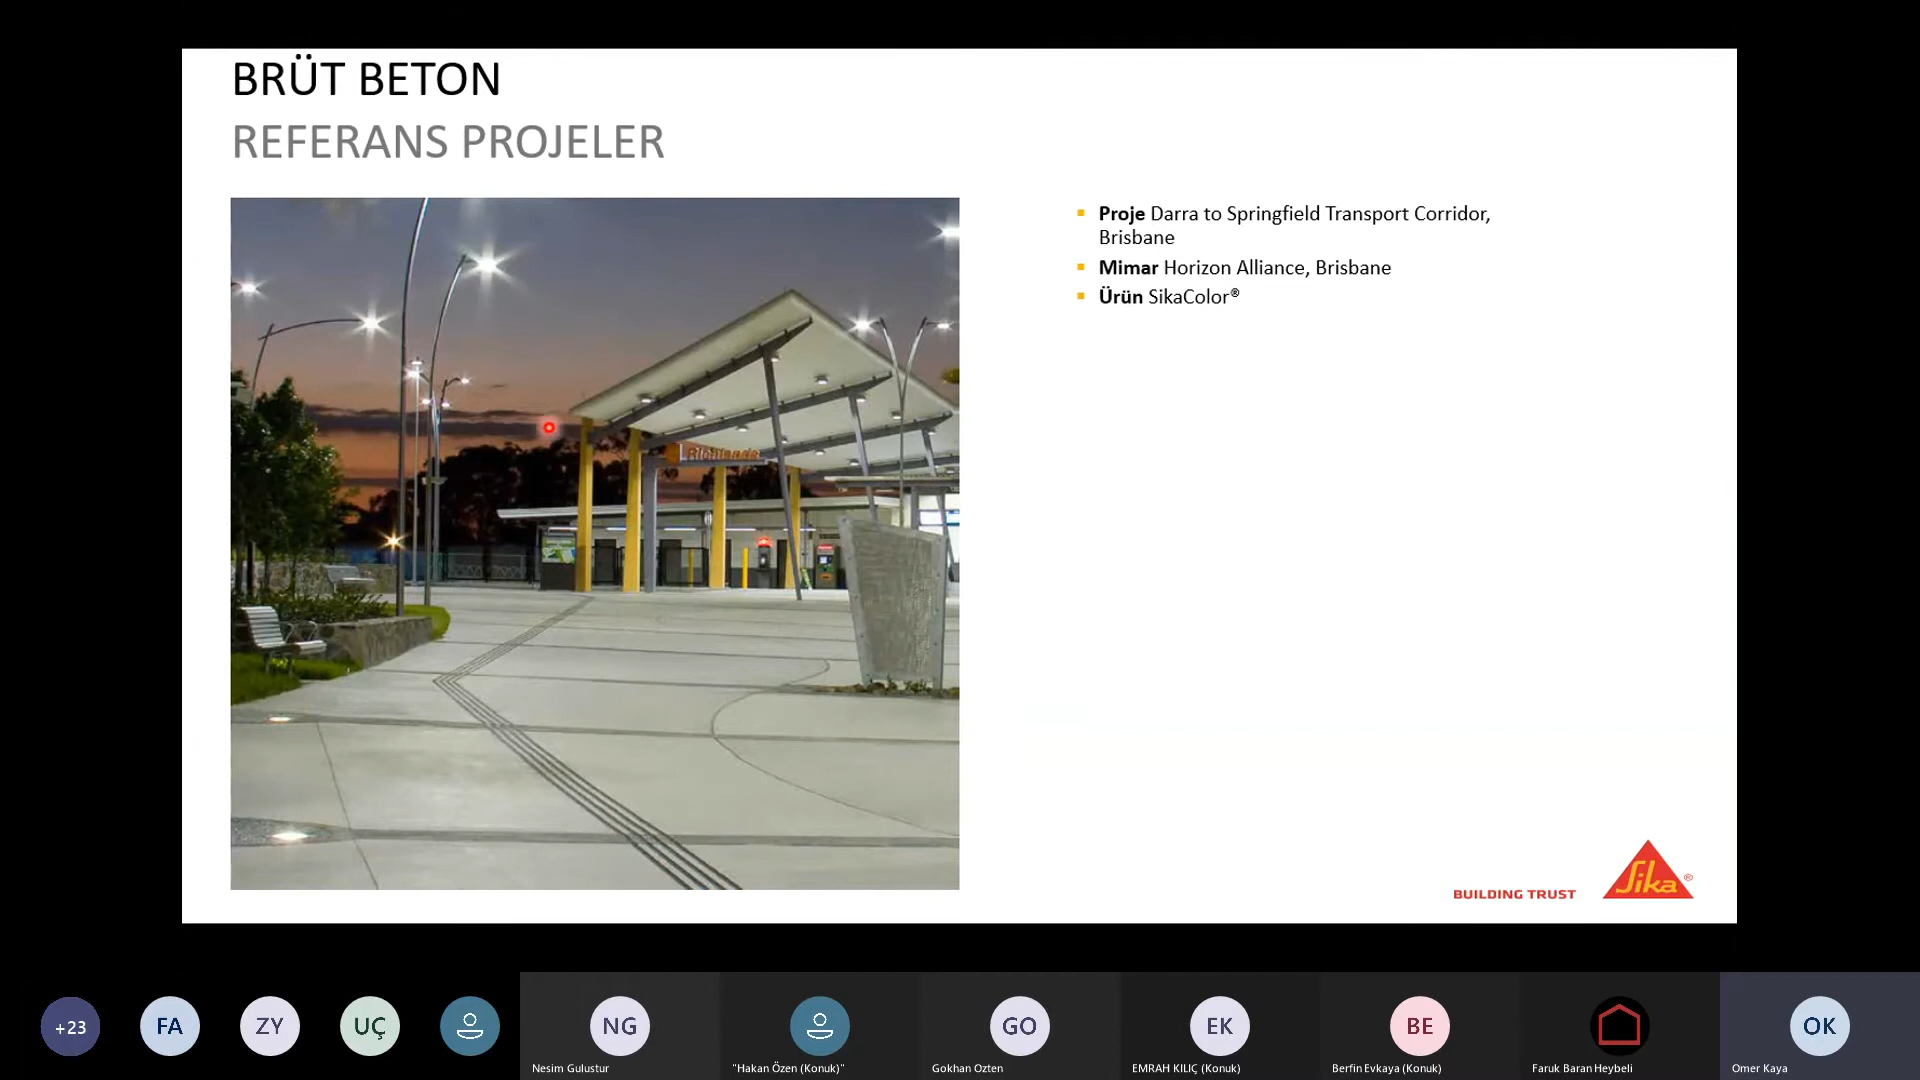 BRÜT BETON
REFERANS PROJELER
Proje Darra to Springfield Transport Corridor,
Brisbane
Mimar Horizon Alliance, Brisbane
Ürün SikaColor®
Richlands
BUILDING TRUST
Sika®
+23
FA
ZY
UÇ
NG
GO
EK
BE
OK
Nesim Gulustur
"Hakan Özen (Konuk)"
Gokhan Ozten
EMRAH KILIÇ (Konuk)
Berfin Evkaya (Konuk)
Faruk Baran Heybeli
Omer Kaya